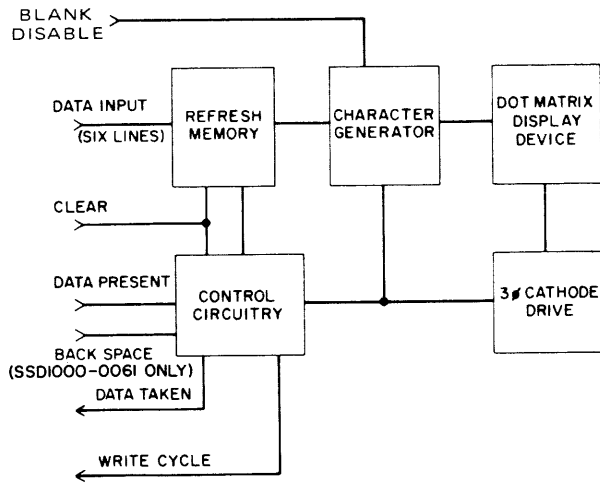 BLANK
DISABLE
DATA INPUT
(SIX LINES)
REFRESH
MEMORY
CHARACTER
GENERATOR
DOT MATRIX
DISPLAY
DEVICE
CLEAR
DATA PRESENT
CONTROL
CIRCUITRY
3ø CATHODE
DRIVE
BACK SPACE
(SSD1000-0061 ONLY)
DATA TAKEN
WRITE CYCLE